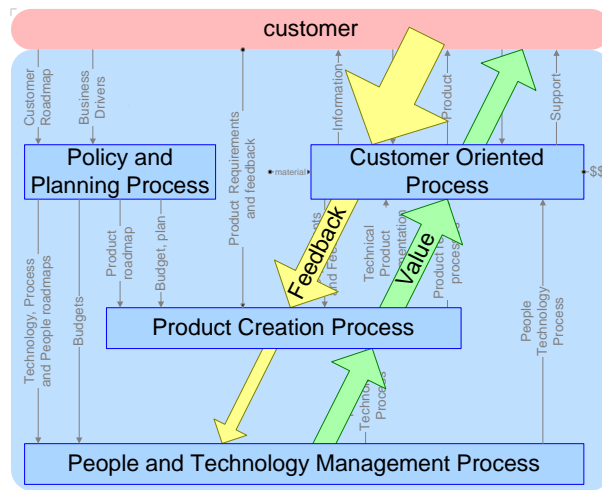 customer
Customer
Roadmap
Business
Drivers
Product Requirements
and feedback
Information
Product
Support
Policy and
Planning Process
material
Customer Oriented
Process
$$
Technology, Process
and People roadmaps
Budgets
Product
roadmap
Budget, plan
Feedback
Technical
Product
Value
People
Technology
Process
Product Creation Process
Process
People and Technology Management Process